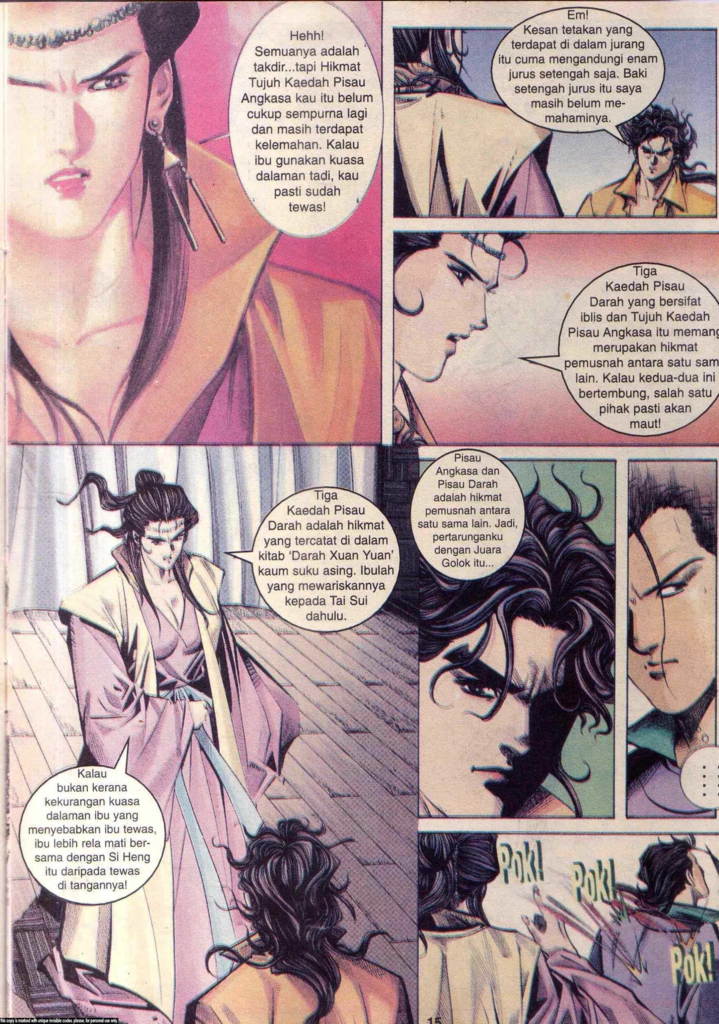 Hehh!
Semuanya adalah
takdir...tapi Hikmat
Tujuh Kaedah Pisau
Angkasa kau itu belum
cukup sempurna lagi
dan masih terdapat
kelemahan. Kalau
ibu gunakan kuasa
dalaman tadi, kau
pasti sudah
tewas!
Em!
Kesan tetakan yang
terdapat di dalam jurang
itu cuma mengandungi enam
jurus setengah saja. Baki
setengah jurus itu saya
masih belum me-
mahaminya.
Tiga
Kaedah Pisau
Darah yang bersifat
iblis dan Tujuh Kaedah
Pisau Angkasa itu memang
merupakan hikmat
pemusnah antara satu sam
lain. Kalau kedua-dua ini
bertembung, salah satu
pihak pasti akan
maut!
Tiga
Kaedah Pisau
Darah adalah hikmat
yang tercatat di dalam
kitab 'Darah Xuan Yuan'
kaum suku asing. Ibulah
yang mewariskannya
kepada Tai Sui
dahulu.
Kalau
bukan kerana
kekurangan kuasa
dalaman ibu yang
menyebabkan ibu tewas,
ibu lebih rela mati ber-
sama dengan Si Heng
itu daripada tewas
di tangannya!
Pisau
Angkasa dan
Pisau Darah
adalah hikmat
pemusnah antara
satu sama lain. Jadi,
pertarunganku
dengan Juara
Golok itu...
Pok!
Pok!
Pok!
15